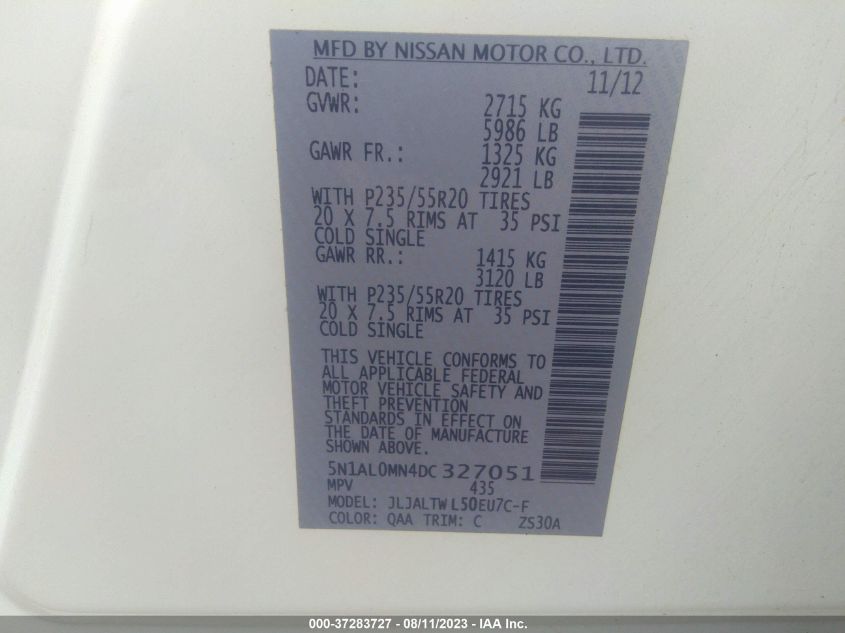 MFD BY NISSAN MOTOR CO., LTD.
DATE: 11/12
GVWR: 2715 KG
5986 LB
GAWR FR.: 1325 KG
2921 LB
WITH P235/55R20 TIRES
20 X 7.5 RIMS AT 35 PSI
COLD SINGLE
GAWR RR.: 1415 KG
3120 LB
WITH P235/55R20 TIRES
20 X 7.5 RIMS AT 35 PSI
COLD SINGLE
THIS VEHICLE CONFORMS TO
ALL APPLICABLE FEDERAL
MOTOR VEHICLE SAFETY AND
THEFT PREVENTION
STANDARDS IN EFFECT ON
THE DATE OF MANUFACTURE
SHOWN ABOVE.
5N1AL0MN4DC 327051
MPV 435
MODEL: JLJALTWL50EU7C-F
COLOR: QAA TRIM: C ZS30A
000-37283727 - 08/11/2023 - IAA Inc.